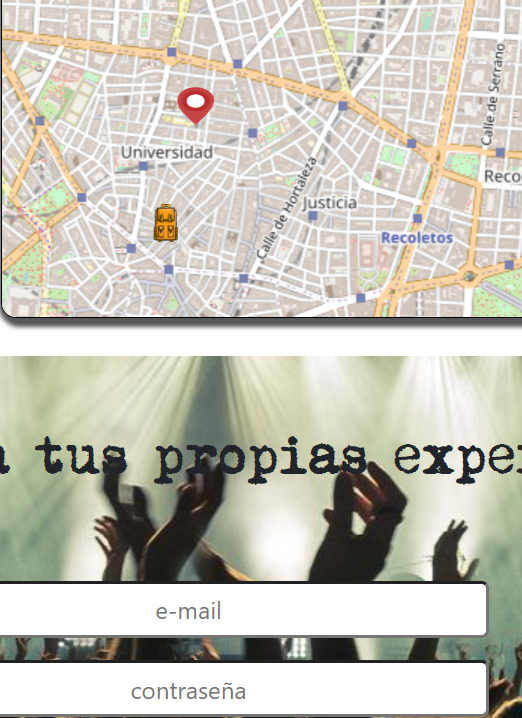 Calle de Serrano
Universidad
Calle de Hortaleza
Justicia
Reco
Recoletos
tus propias exper
e-mail
contraseña